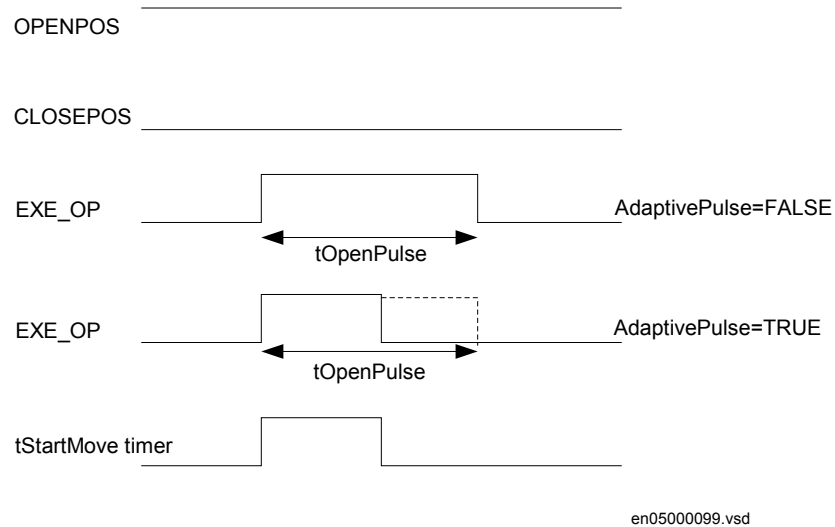 OPENPOS
CLOSEPOS
EXE_OP
AdaptivePulse=FALSE
tOpenPulse
EXE_OP
AdaptivePulse=TRUE
tOpenPulse
tStartMove timer
en05000099.vsd